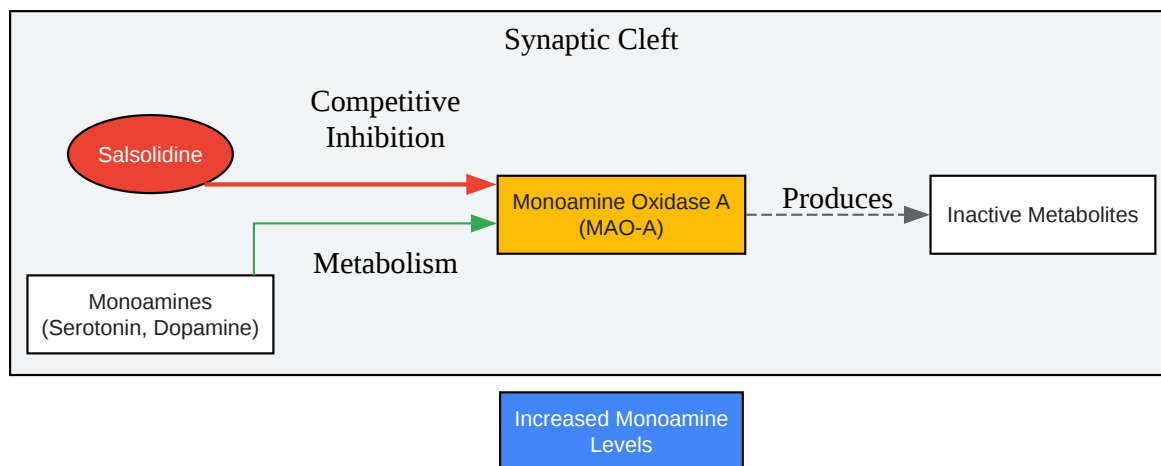 Synaptic Cleft
Competitive
Inhibition
Salsolidine
Monoamine Oxidase A
(MAO-A)
Produces
Inactive Metabolites
Metabolism
Monoamines
(Serotonin, Dopamine)
Increased Monoamine
Levels